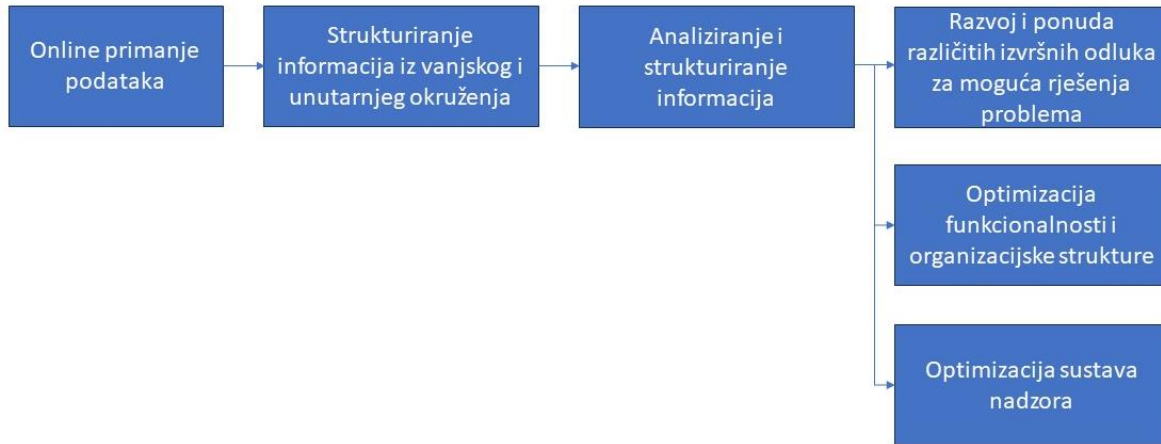 Online primanje
podataka
Strukturiranje
informacija iz vanjskog i
unutarnjeg okruženja
Analiziranje i
strukturiranje
informacija
Razvoj i ponuda
različitih izvršnih odluka
za moguća rješenja
problema
Optimizacija
funkcionalnosti i
organizacijske strukture
Optimizacija sustava
nadzora